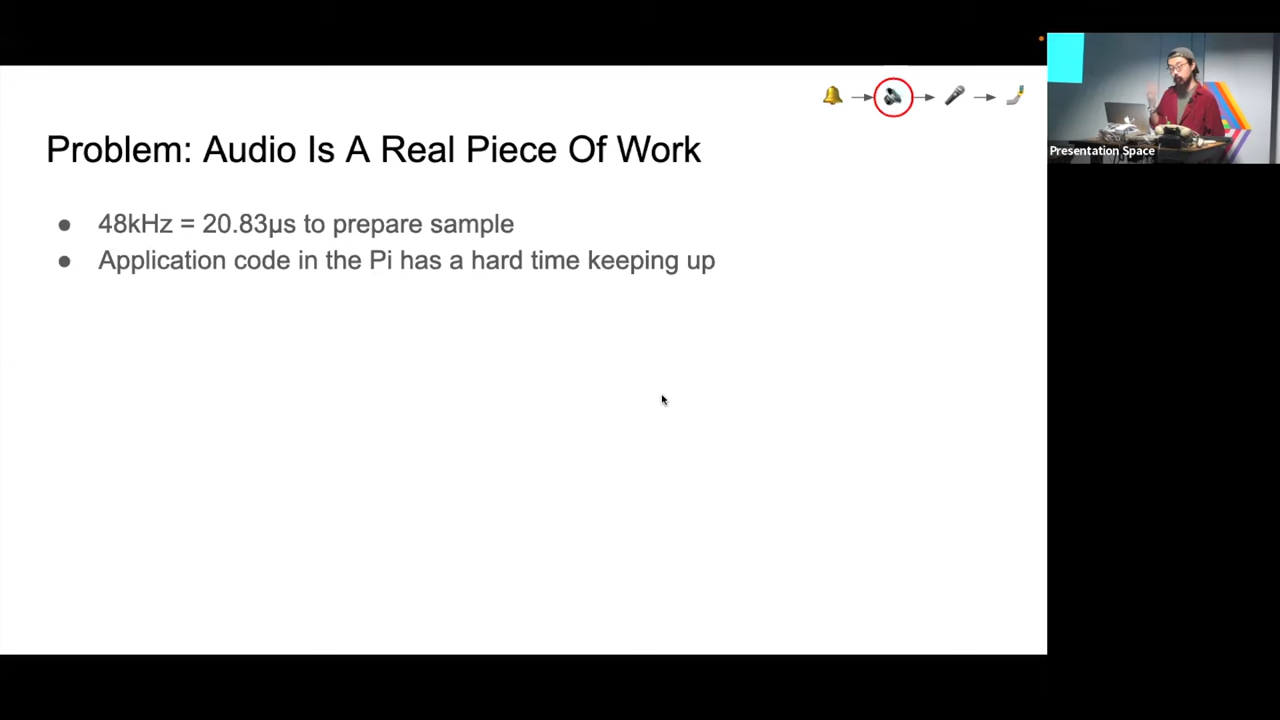 Problem: Audio Is A Real Piece Of Work
● 48kHz = 20.83µs to prepare sample
● Application code in the Pi has a hard time keeping up
Presentation Space